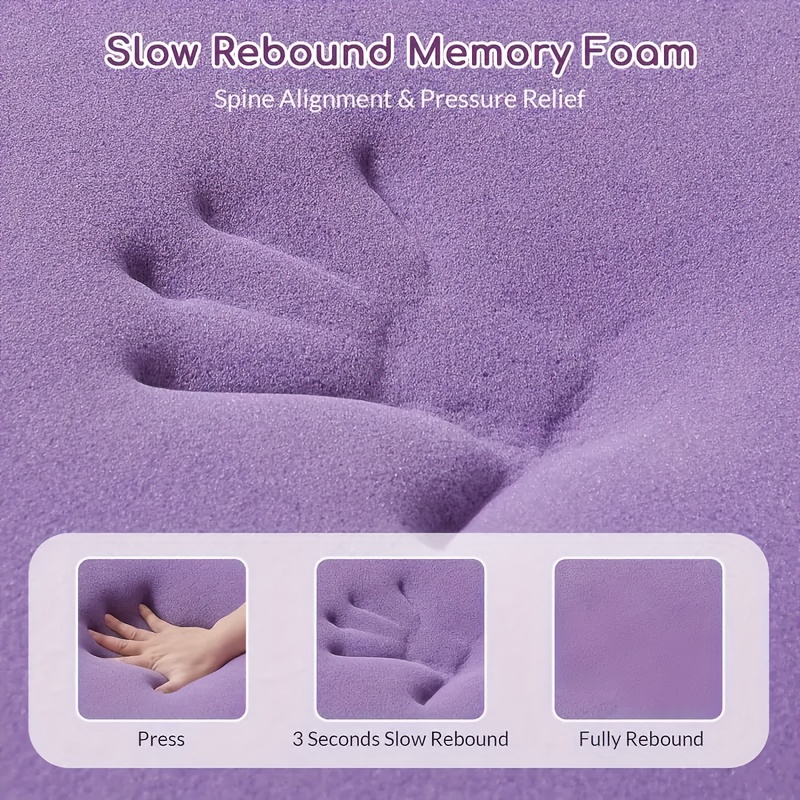 Slow Rebound Memory Foam
Spine Alignment & Pressure Relief
Press
3 Seconds Slow Rebound
Fully Rebound